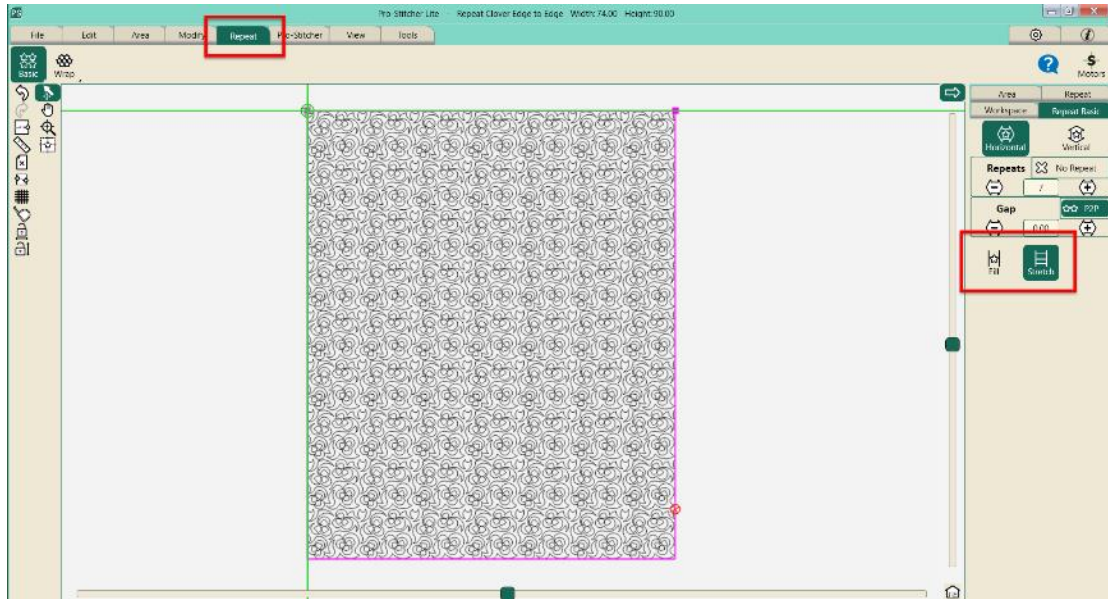 Pro-Stitcher Lite - Repeat Clover Edge to Edge Width: 74.00 Height: 90.00
File Edit Area Modify Repeat Pro-Stitcher View Tools
Basic Wrap
$
Motors
Area Repeat
Workspace Repeat Basic
Horizontal Vertical
Repeats No Repeat
7
Gap P2P
0.00
Fill Stretch